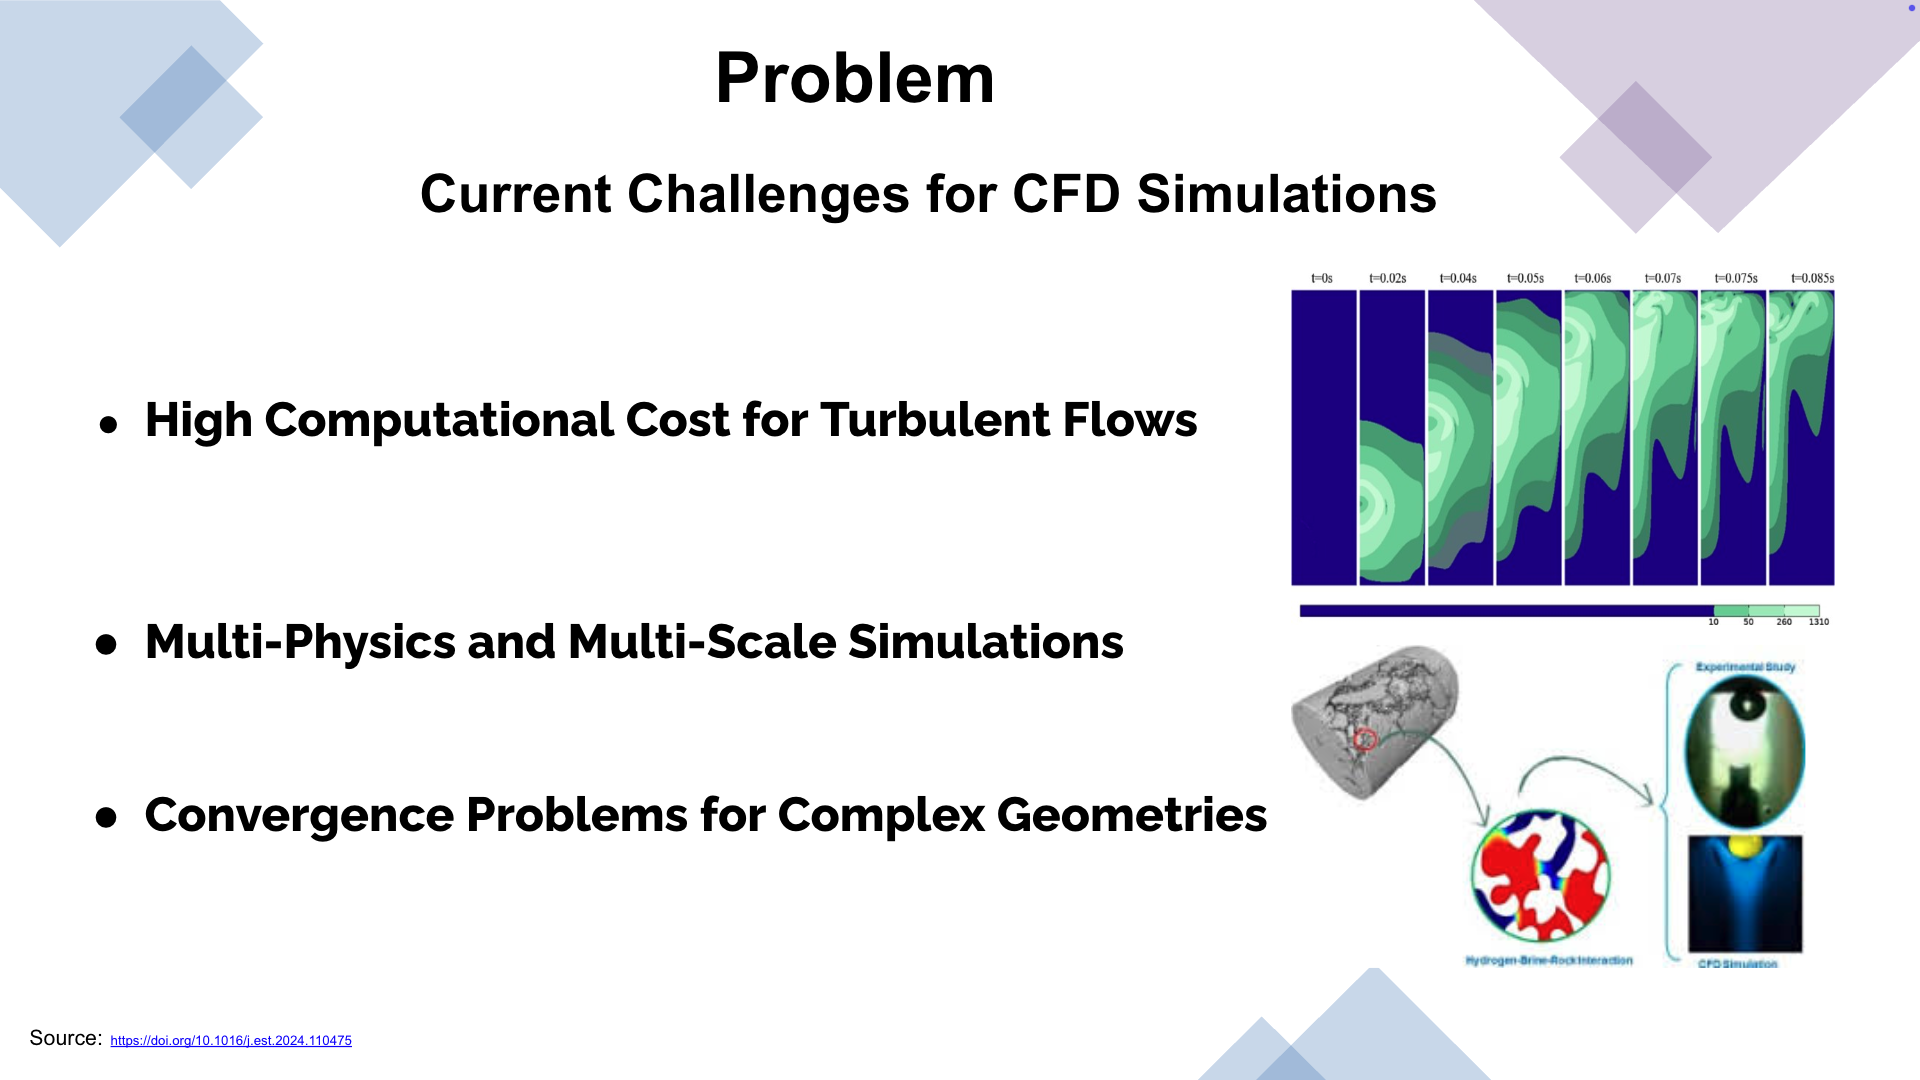 Problem
Current Challenges for CFD Simulations
● High Computational Cost for Turbulent Flows
● Multi-Physics and Multi-Scale Simulations
● Convergence Problems for Complex Geometries
t=0s t=0.02s t=0.04s t=0.05s t=0.06s t=0.07s t=0.075s t=0.085s
10 50 260 1310
Experimental Study
Hydrogen-Brine-Rock Interaction
CFD Simulation
Source: https://doi.org/10.1016/j.est.2024.110475